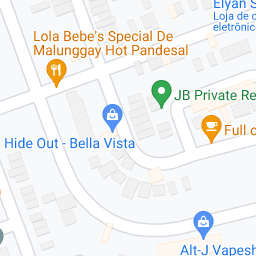 Elyan S
Loja de c
eletrônic
Lola Bebe's Special De
Malunggay Hot Pandesal
JB Private Re
Full c
Hide Out - Bella Vista
Alt-J Vapesh